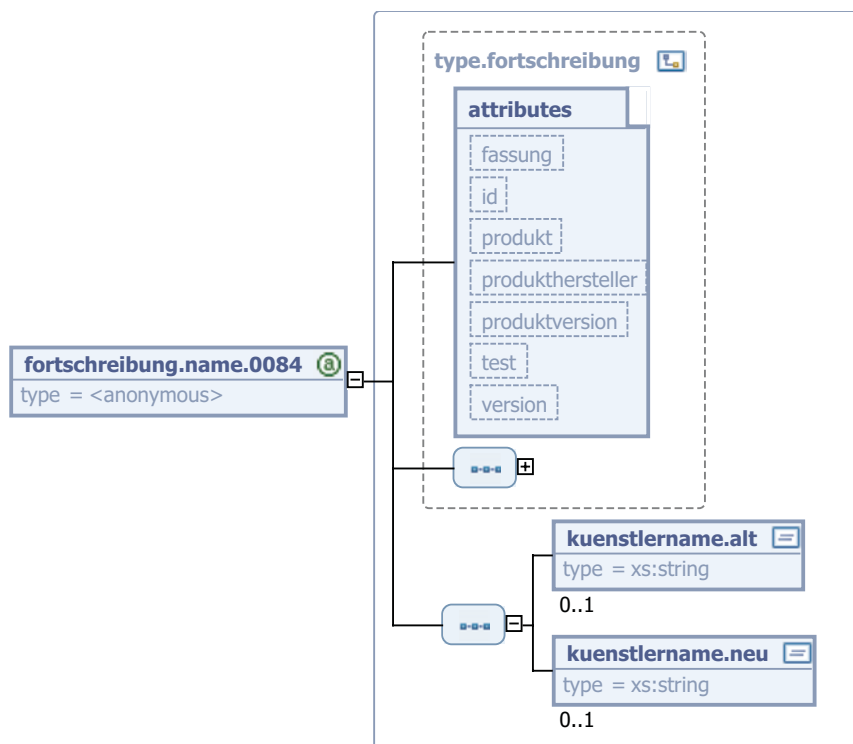 type.fortschreibung
attributes
fassung
id
produkt
produkthersteller
produktversion
test
version
fortschreibung.name.0084 @
type = <anonymous>
kuenstlername.alt
type = xs:string
0..1
kuenstlername.neu
type = xs:string
0..1